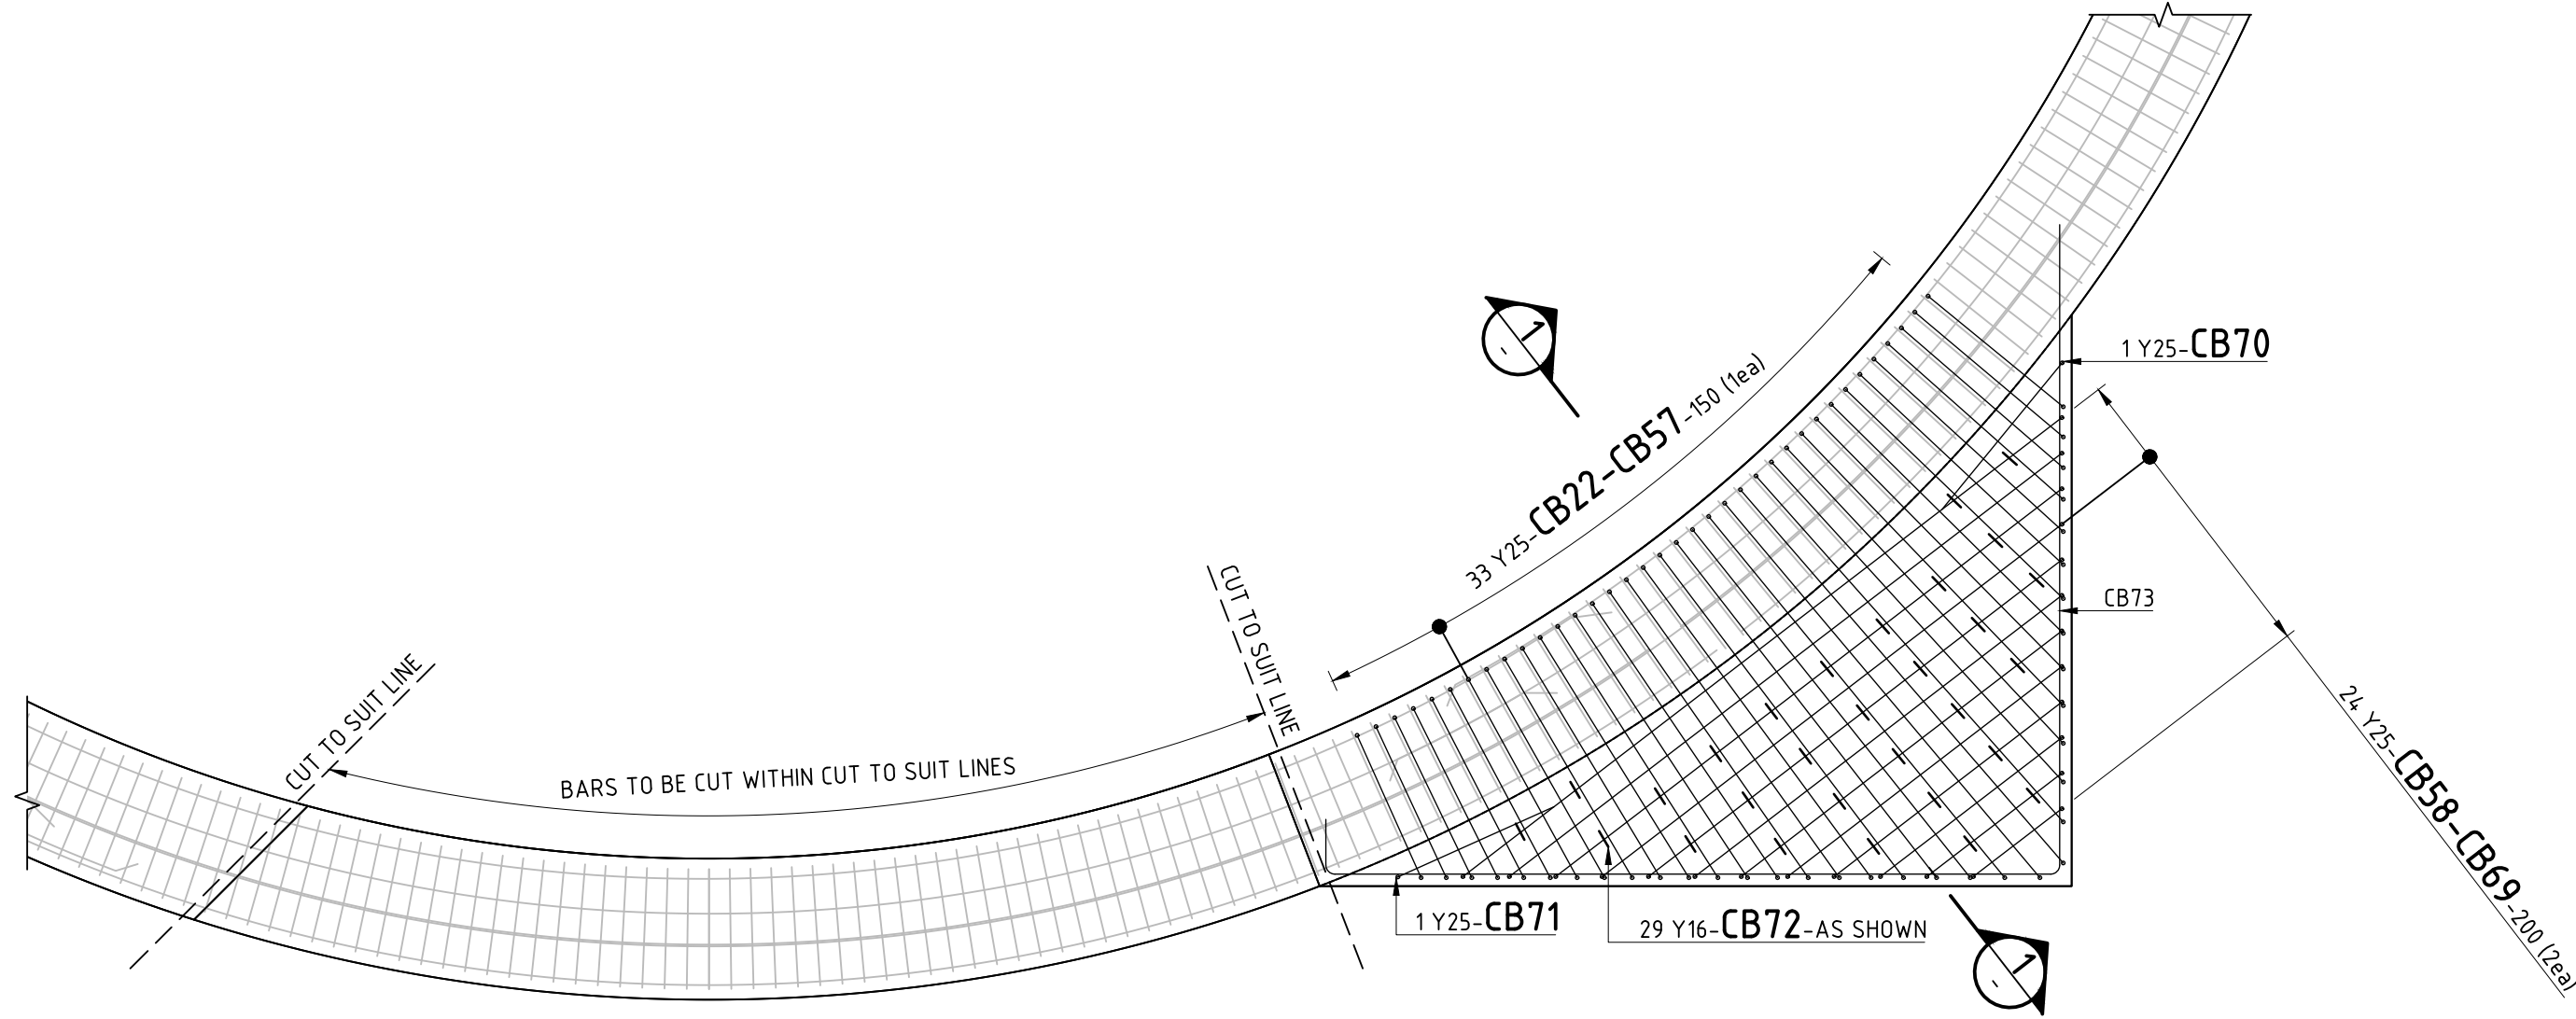 1
-
1 Y25-CB70
33 Y25-CB22-CB57-150 (1ea)
CUT TO SUIT LINE
CB73
CUT TO SUIT LINE
BARS TO BE CUT WITHIN CUT TO SUIT LINES
24 Y25-CB58-CB69-200 (2ea)
1 Y25-CB71
29 Y16-CB72-AS SHOWN
1
-